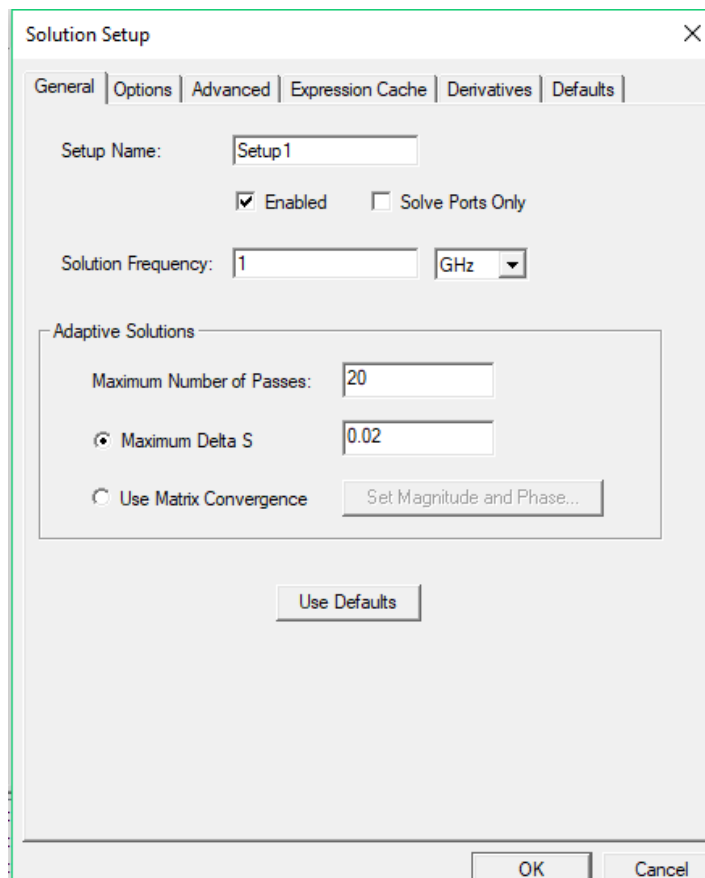 Solution Setup
General Options Advanced Expression Cache Derivatives Defaults
Setup Name: Setup1
Enabled Solve Ports Only
Solution Frequency: 1 GHz
Adaptive Solutions
Maximum Number of Passes: 20
Maximum Delta S 0.02
Use Matrix Convergence Set Magnitude and Phase...
Use Defaults
OK Cancel